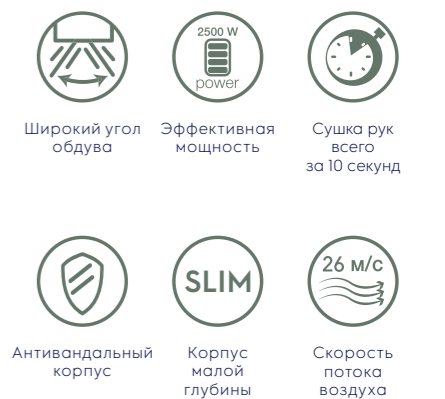 2500 W
power
Широкий угол
обдува
Эффективная
мощность
Сушка рук
всего
за 10 секунд
SLIM
26 м/с
Антивандальный
корпус
Корпус
малой
глубины
Скорость
потока
воздуха